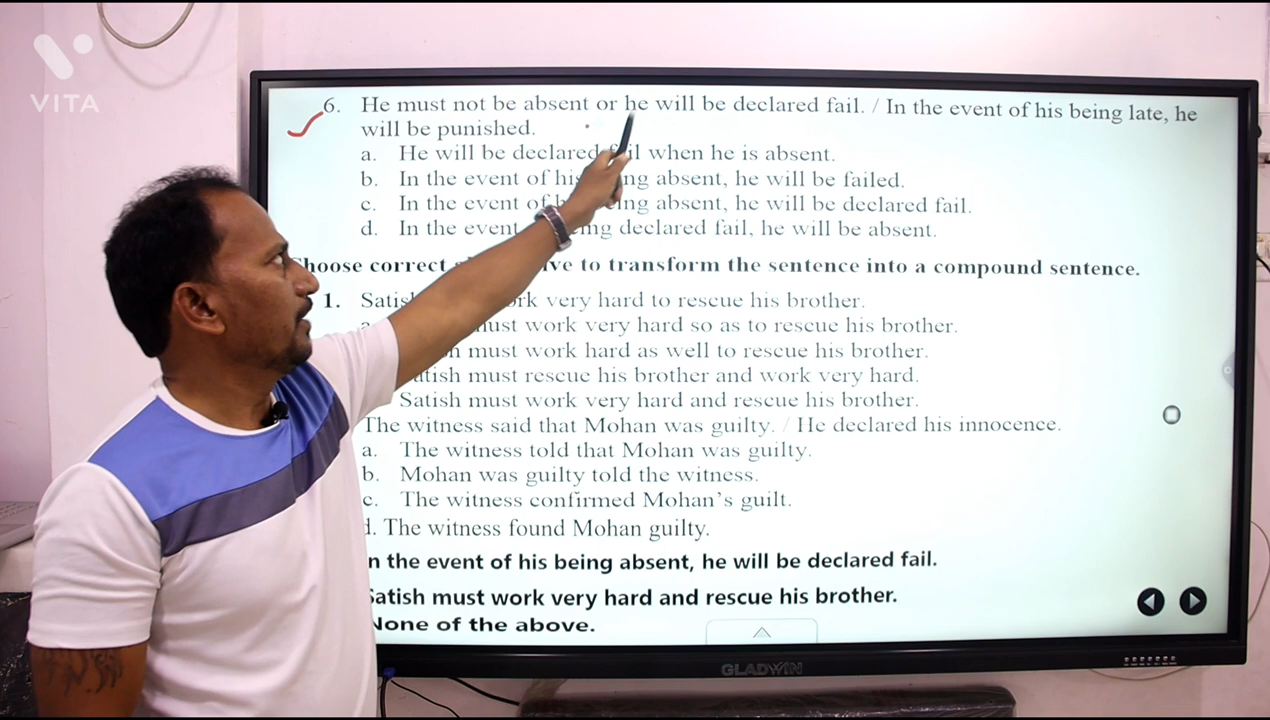 VITA
6. He must not be absent or he will be declared fail. / In the event of his being late, he
will be punished.
a. He will be declared fail when he is absent.
b. In the event of his being absent, he will be failed.
c. In the event of being absent, he will be declared fail.
d. In the event being declared fail, he will be absent.
Choose correct to transform the sentence into a compound sentence.
1. Satish work very hard to rescue his brother.
must work very hard so as to rescue his brother.
must work hard as well to rescue his brother.
Satish must rescue his brother and work very hard.
Satish must work very hard and rescue his brother.
The witness said that Mohan was guilty. / He declared his innocence.
a. The witness told that Mohan was guilty.
b. Mohan was guilty told the witness.
c. The witness confirmed Mohan's guilt.
d. The witness found Mohan guilty.
In the event of his being absent, he will be declared fail.
Satish must work very hard and rescue his brother.
None of the above.
GLADWIN